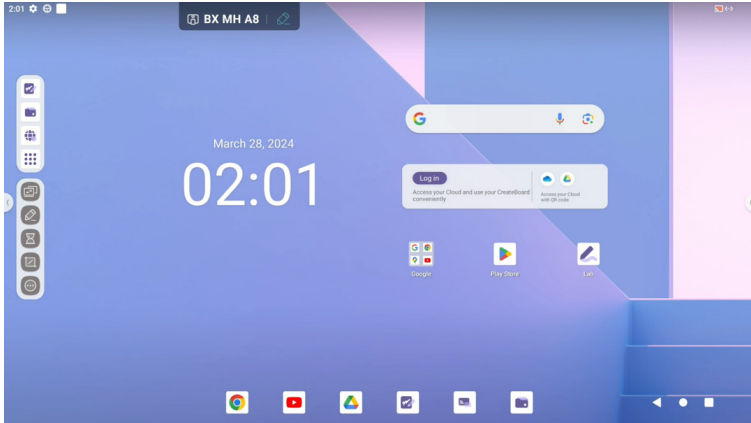 2:01
BX MH A8
March 28, 2024
02:01
Log in
Access your Cloud and use your CreateBoard
conveniently
Access your Cloud
with QR code
Google
Play Store
Lab